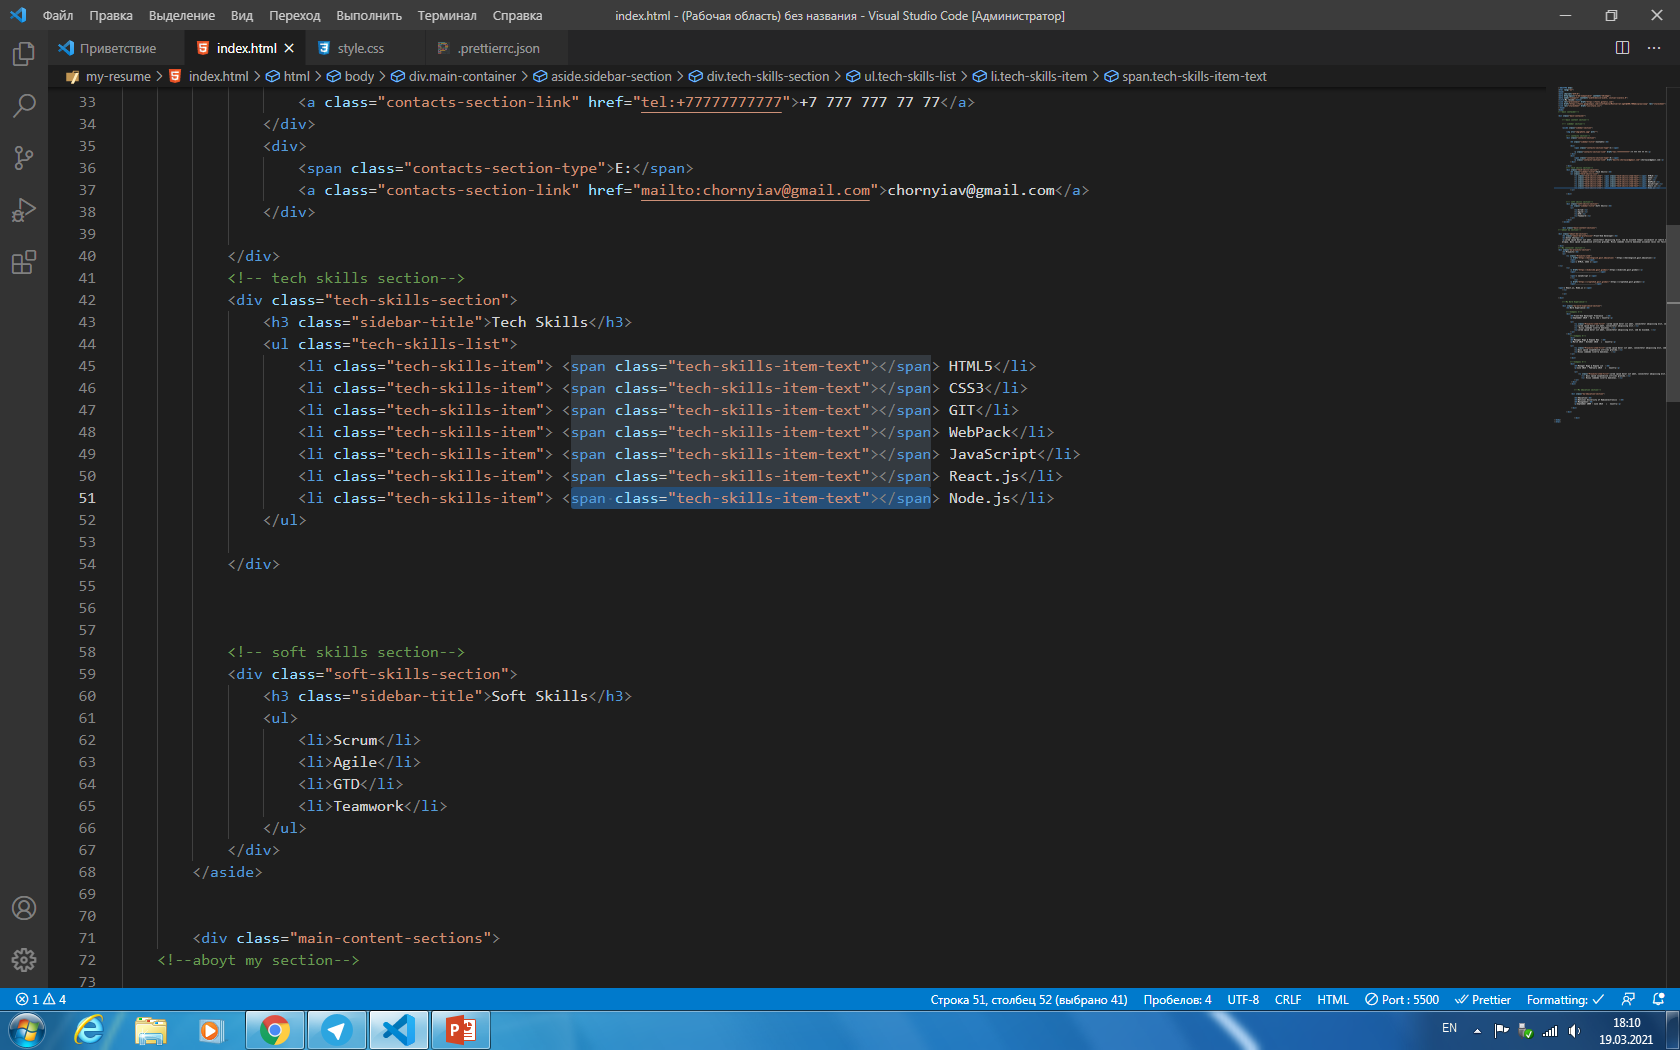 Файл Правка Выделение Вид Переход Выполнить Терминал Справка index.html - (Рабочая область) без названия - Visual Studio Code [Администратор]
Приветствие index.html style.css .prettierrc.json
my-resume > index.html > html > body > div.main-container > aside.sidebar-section > div.tech-skills-section > ul.tech-skills-list > li.tech-skills-item > span.tech-skills-item-text
33 <a class="contacts-section-link" href="tel:+77777777777">+7 777 777 77 77</a>
34 </div>
35 <div>
36 <span class="contacts-section-type">E:</span>
37 <a class="contacts-section-link" href="mailto:chornyiav@gmail.com">chornyiav@gmail.com</a>
38 </div>
39
40 </div>
41 <!-- tech skills section-->
42 <div class="tech-skills-section">
43 <h3 class="sidebar-title">Tech Skills</h3>
44 <ul class="tech-skills-list">
45 <li class="tech-skills-item"> <span class="tech-skills-item-text"></span> HTML5</li>
46 <li class="tech-skills-item"> <span class="tech-skills-item-text"></span> CSS3</li>
47 <li class="tech-skills-item"> <span class="tech-skills-item-text"></span> GIT</li>
48 <li class="tech-skills-item"> <span class="tech-skills-item-text"></span> WebPack</li>
49 <li class="tech-skills-item"> <span class="tech-skills-item-text"></span> JavaScript</li>
50 <li class="tech-skills-item"> <span class="tech-skills-item-text"></span> React.js</li>
51 <li class="tech-skills-item"> <span class="tech-skills-item-text"></span> Node.js</li>
52 </ul>
53
54 </div>
55
56
57
58 <!-- soft skills section-->
59 <div class="soft-skills-section">
60 <h3 class="sidebar-title">Soft Skills</h3>
61 <ul>
62 <li>Scrum</li>
63 <li>Agile</li>
64 <li>GTD</li>
65 <li>Teamwork</li>
66 </ul>
67 </div>
68 </aside>
69
70
71 <div class="main-content-sections">
72 <!--aboyt my section-->
73
1 4 Строка 51, столбец 52 (выбрано 41) Пробелов: 4 UTF-8 CRLF HTML Port : 5500 Prettier Formatting:
EN 18:10
19.03.2021